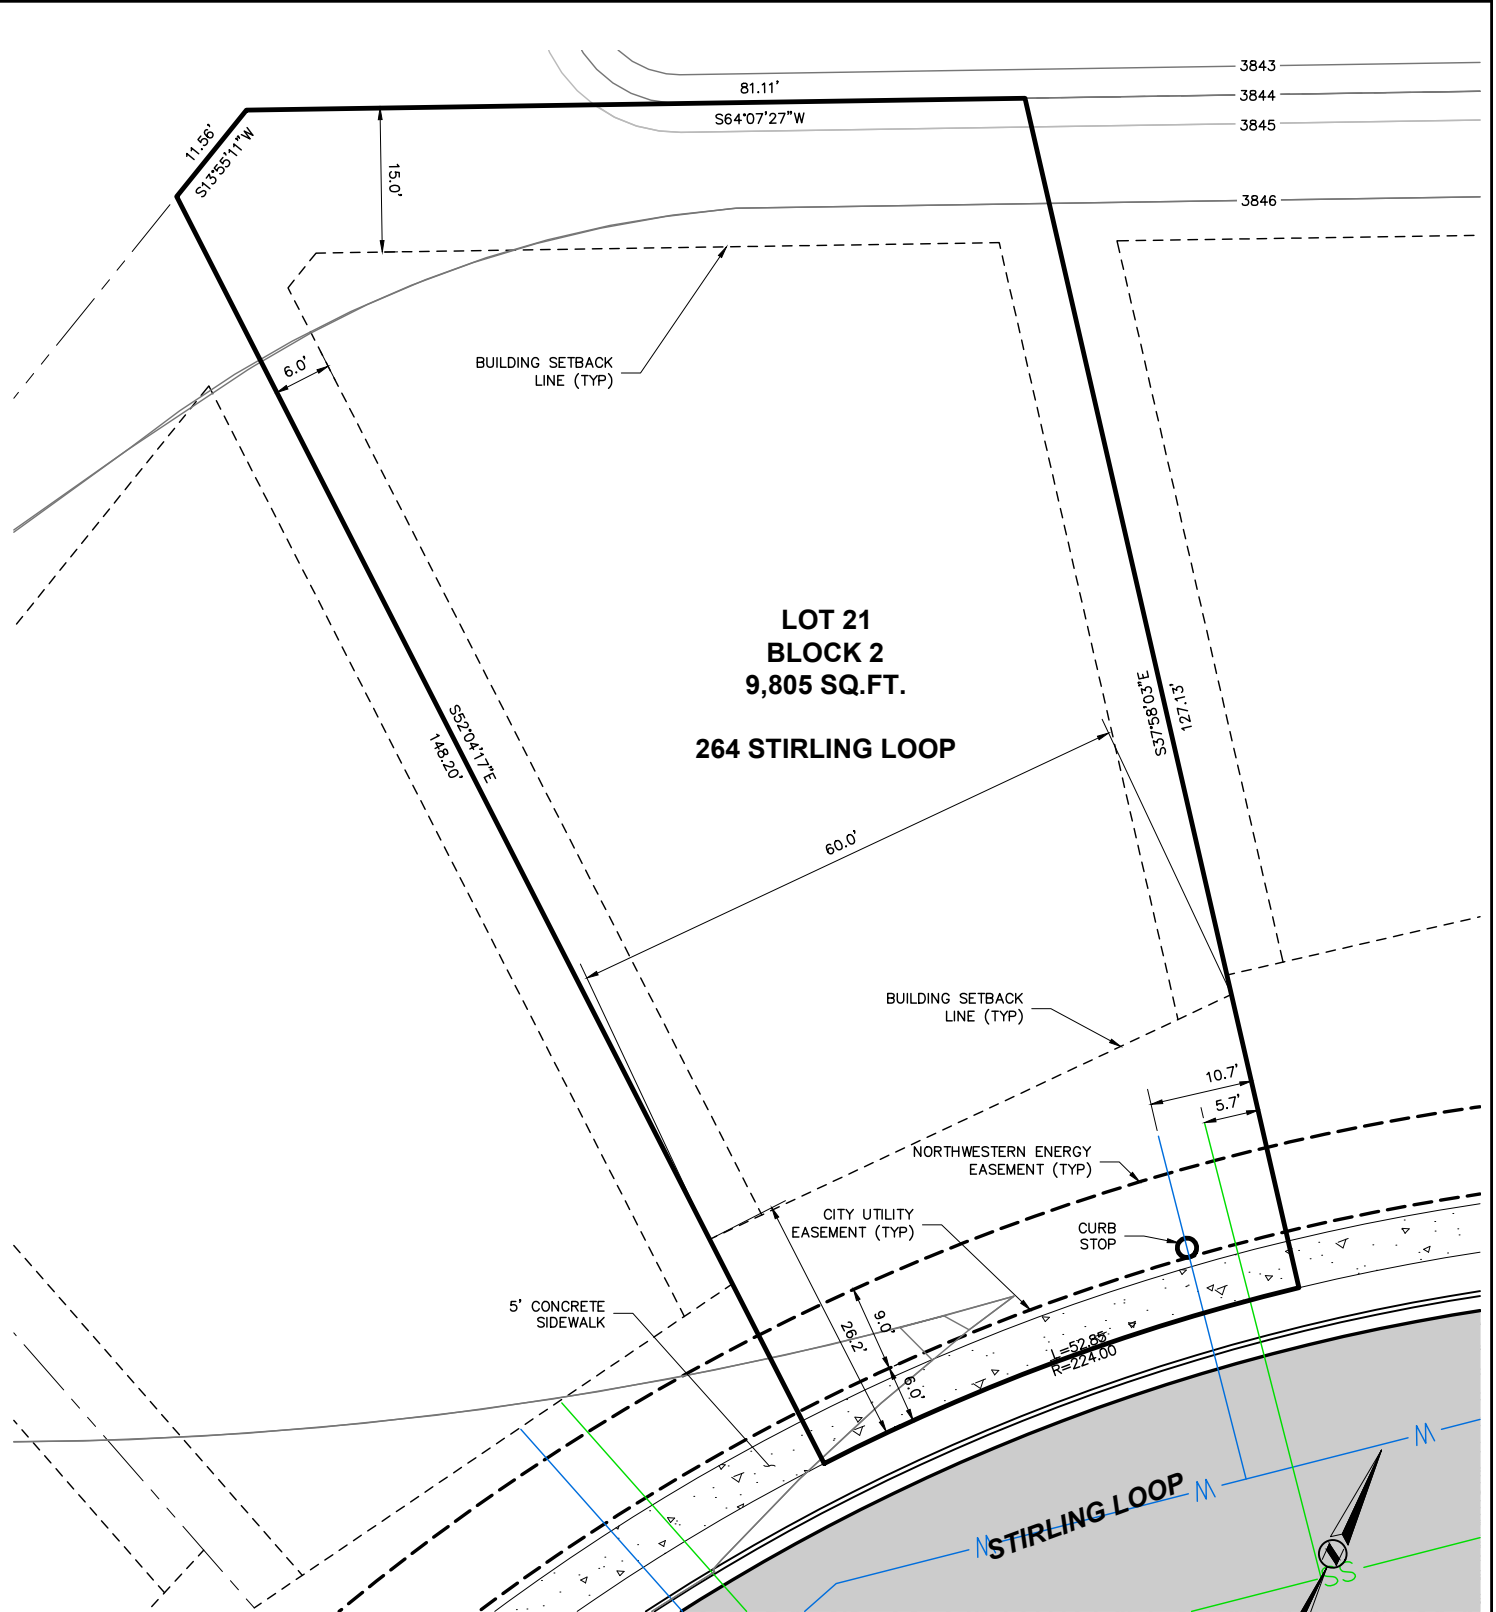 3843
81.11'
3844
S64°07'27"W
3845
11.56'
S13°55'11"W
15.0'
3846
BUILDING SETBACK
LINE (TYP)
6.0'
LOT 21
BLOCK 2
9,805 SQ.FT.
264 STIRLING LOOP
S37°58'03"E
127.13'
S52°04'17"E
148.20'
60.0'
BUILDING SETBACK
LINE (TYP)
10.7'
5.7'
NORTHWESTERN ENERGY
EASEMENT (TYP)
CITY UTILITY
EASEMENT (TYP)
CURB
STOP
5' CONCRETE
SIDEWALK
9.0'
26.2'
6.0'
L=52.85
R=224.00
W
W
W
STIRLING LOOP
N
SS